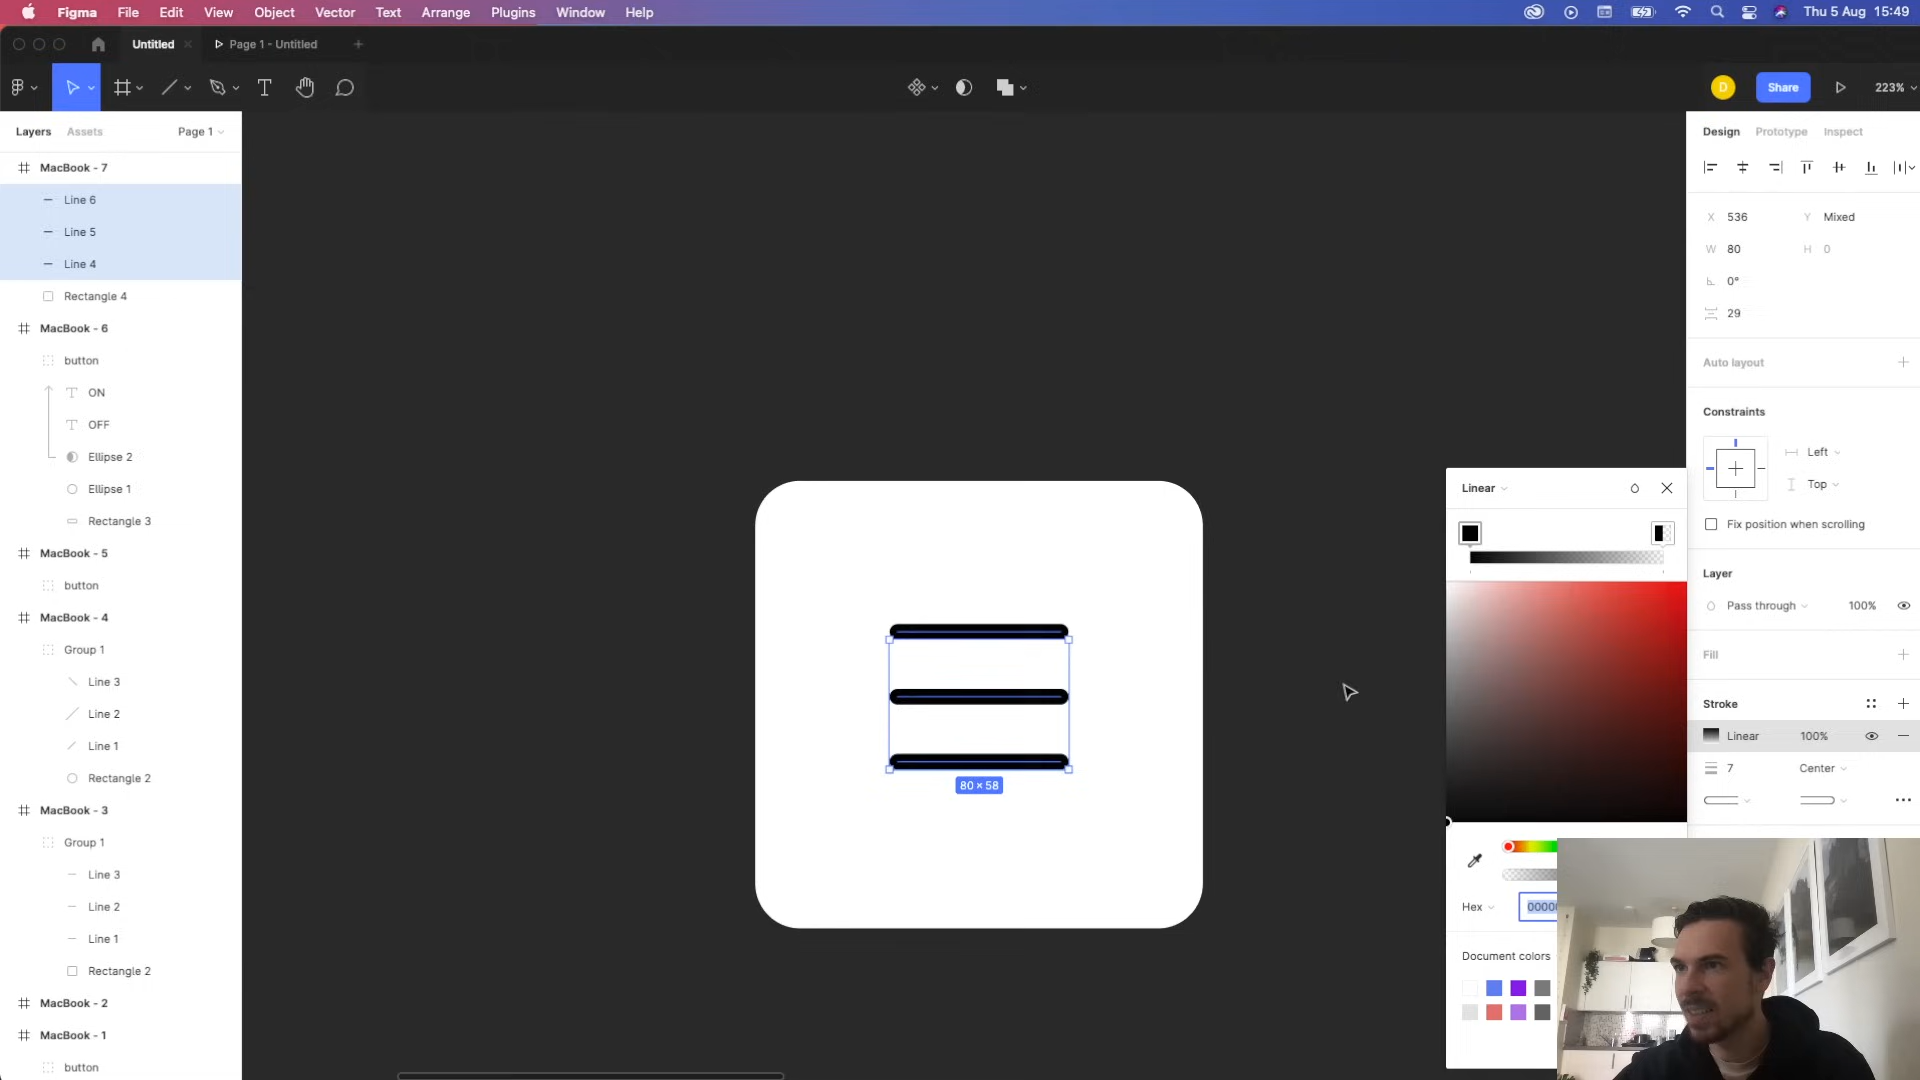 Figma File Edit View Object Vector Text Arrange Plugins Window Help Thu 5 Aug 15:49
Untitled Page 1 - Untitled
D Share 223%
Layers Assets Page 1
MacBook - 7
Line 6
Line 5
Line 4
Rectangle 4
MacBook - 6
button
ON
OFF
Ellipse 2
Ellipse 1
Rectangle 3
MacBook - 5
button
MacBook - 4
Group 1
Line 3
Line 2
Line 1
Rectangle 2
MacBook - 3
Group 1
Line 3
Line 2
Line 1
Rectangle 2
MacBook - 2
MacBook - 1
button
80 × 58
Linear
Hex 0000
Document colors
Design Prototype Inspect
X 536 Y Mixed
W 80 H 0
0°
29
Auto layout
Constraints
Left
Top
Fix position when scrolling
Layer
Pass through 100%
Fill
Stroke
Linear 100%
7 Center